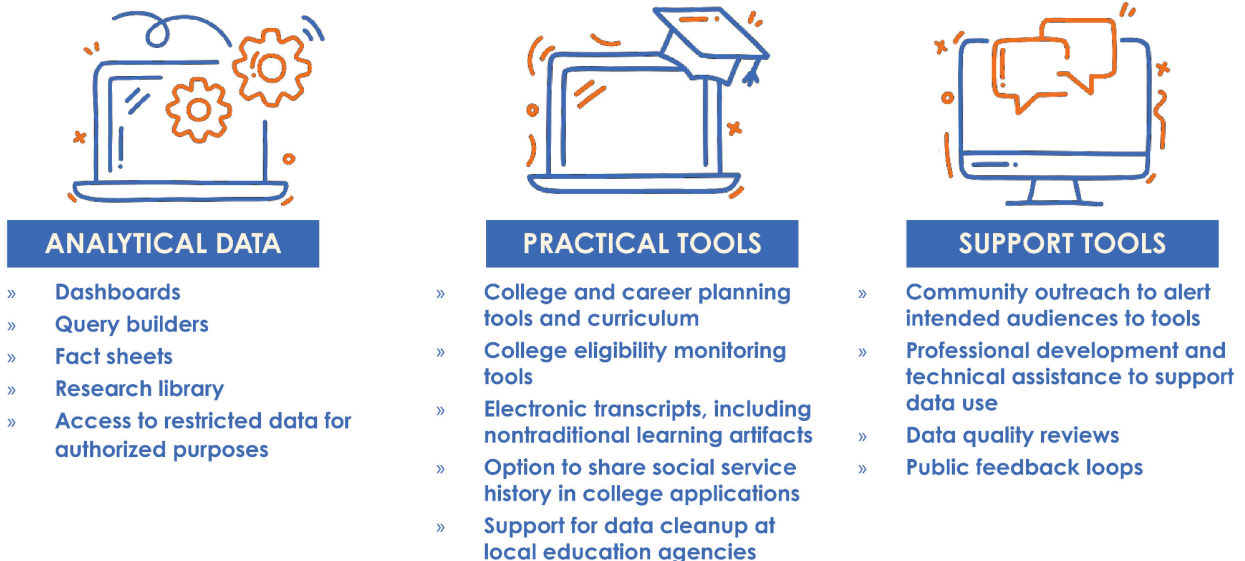 ANALYTICAL DATA
» Dashboards
» Query builders
» Fact sheets
» Research library
» Access to restricted data for
authorized purposes
PRACTICAL TOOLS
» College and career planning
tools and curriculum
» College eligibility monitoring
tools
» Electronic transcripts, including
nontraditional learning artifacts
» Option to share social service
history in college applications
» Support for data cleanup at
local education agencies
SUPPORT TOOLS
» Community outreach to alert
intended audiences to tools
» Professional development and
technical assistance to support
data use
» Data quality reviews
» Public feedback loops